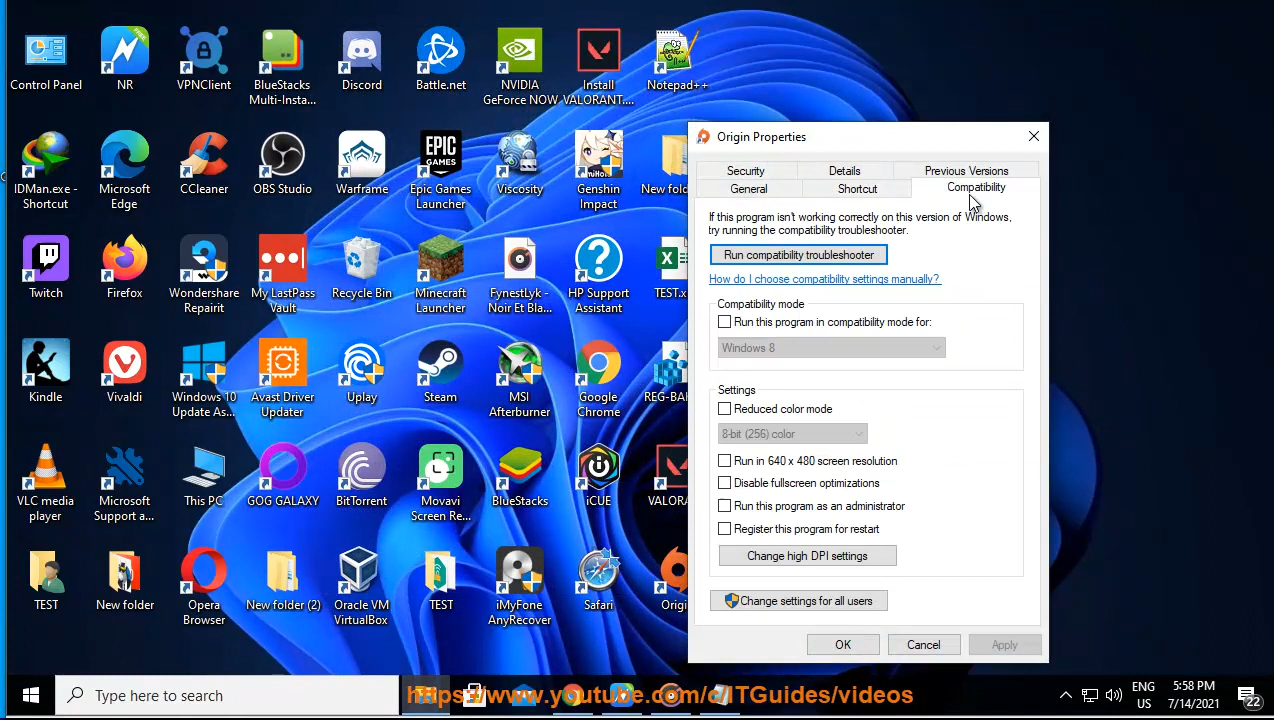 Control Panel
NR
VPNClient
BlueStacks
Multi-Insta...
Discord
Battle.net
NVIDIA
GeForce NOW
Install
VALORANT....
Notepad++
FREE
IDMan.exe -
Shortcut
Microsoft
Edge
CCleaner
OBS Studio
Warframe
EPIC
GAMES
Epic Games
Launcher
Viscosity
Genshin
Impact
New fold
Twitch
Firefox
Wondershare
Repairit
My LastPass
Vault
Recycle Bin
Minecraft
Launcher
FynestLyk -
Noir Et Bla...
HP Support
Assistant
TEST.x
Kindle
Vivaldi
Windows 10
Update As...
Avast Driver
Updater
Uplay
Steam
MSI
Afterburner
Google
Chrome
REG-BA
VLC media
player
Microsoft
Support a...
This PC
GOG GALAXY
BitTorrent
Movavi
Screen Re...
BlueStacks
iCUE
VALO
TEST
New folder
Opera
Browser
New folder (2)
Oracle VM
VirtualBox
TEST
iMyFone
AnyRecover
Safari
Origi
Origin Properties
Security
Details
Previous Versions
General
Shortcut
Compatibility
If this program isn't working correctly on this version of Windows,
try running the compatibility troubleshooter.
Run compatibility troubleshooter
How do I choose compatibility settings manually?
Compatibility mode
Run this program in compatibility mode for:
Windows 8
Settings
Reduced color mode
8-bit (256) color
Run in 640 x 480 screen resolution
Disable fullscreen optimizations
Run this program as an administrator
Register this program for restart
Change high DPI settings
Change settings for all users
OK
Cancel
Apply
Type here to search
https://www.youtube.com/c/ITGuides/videos
ENG
US
5:58 PM
7/14/2021
22